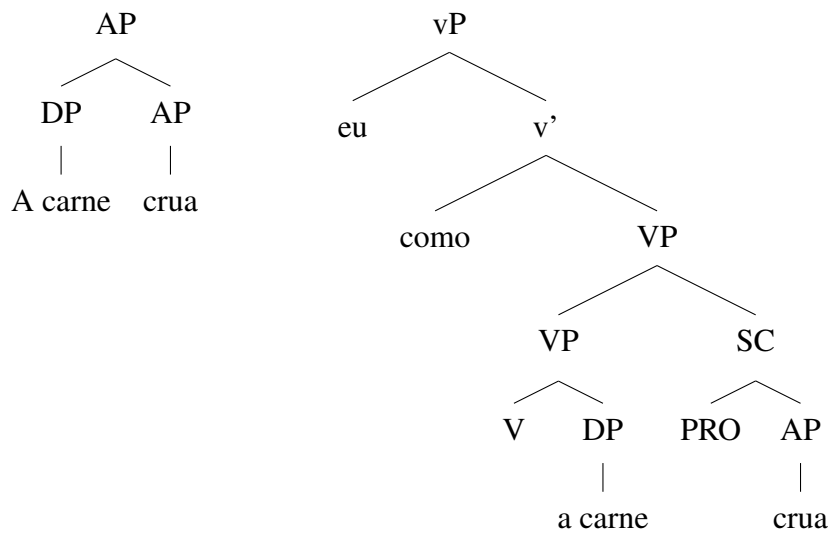 AP vP
DP AP eu v’
A carne crua como VP
VP SC
V DP PRO AP
a carne crua